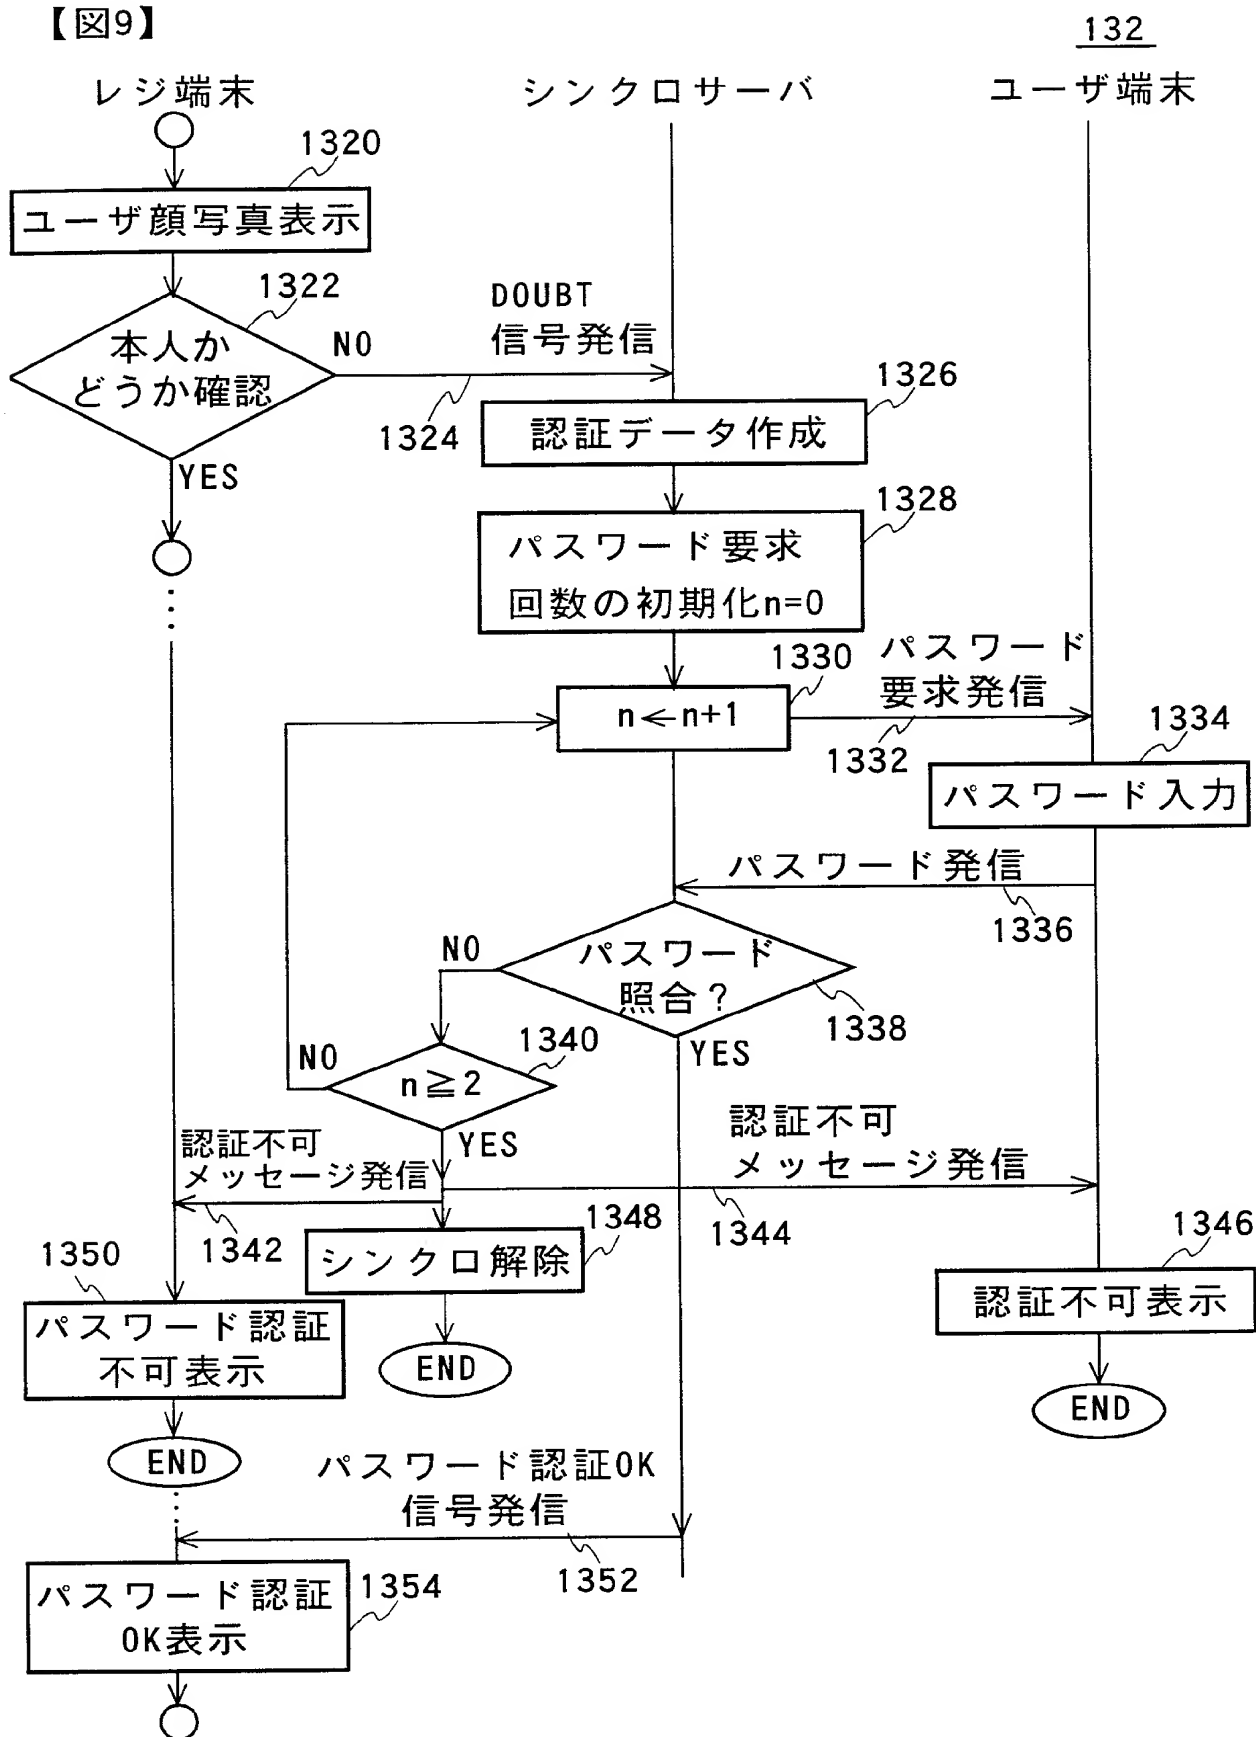 【図9】
132
レジ端末
シンクロサーバ
ユーザ端末
1320
ユーザ顔写真表示
1322
本人か
どうか確認
NO
YES
DOUBT
信号発信
1324
1326
認証データ作成
1328
パスワード要求
回数の初期化n=0
1330
n←n+1
パスワード
要求発信
1332
1334
パスワード入力
パスワード発信
1336
パスワード
照合?
1338
NO
YES
1340
n≧2
NO
YES
認証不可
メッセージ発信
1342
認証不可
メッセージ発信
1344
1346
認証不可表示
END
1348
シンクロ解除
END
1350
パスワード認証
不可表示
END
パスワード認証OK
信号発信
1352
1354
パスワード認証
OK表示